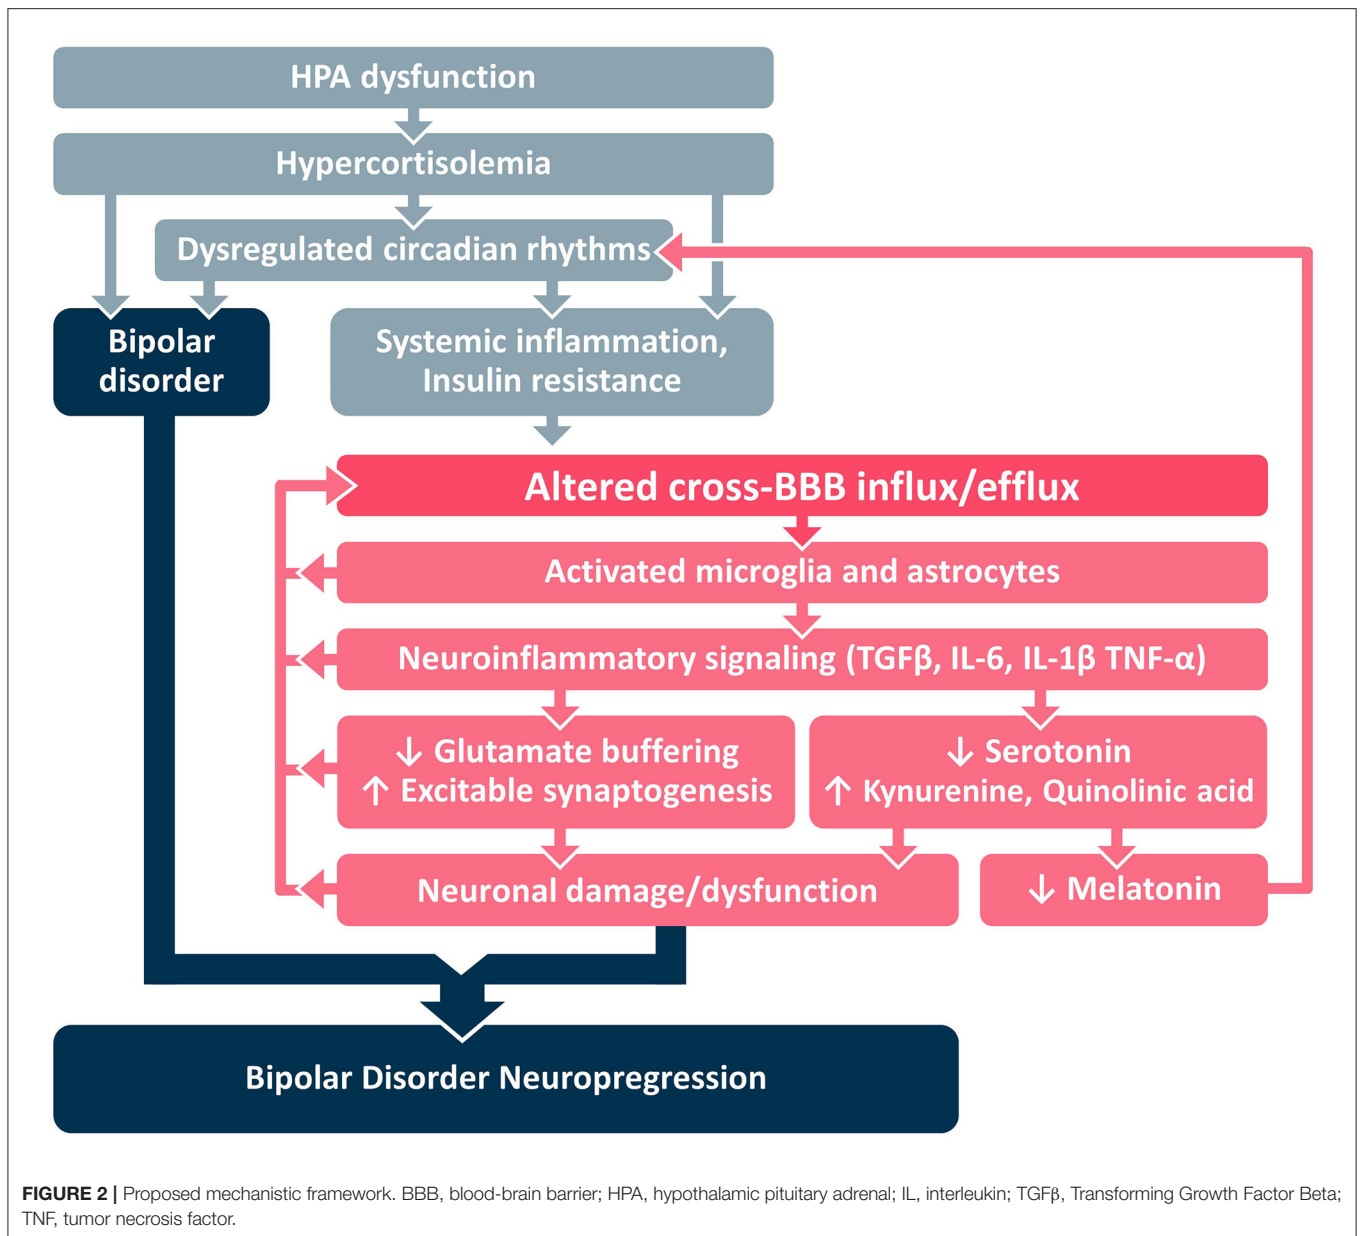 HPA dysfunction
Hypercortisolemia
Dysregulated circadian rhythms
Bipolar
disorder
Systemic inflammation,
Insulin resistance
Altered cross-BBB influx/efflux
Activated microglia and astrocytes
Neuroinflammatory signaling (TGFβ, IL-6, IL-1β TNF-α)
↓ Glutamate buffering
↑ Excitable synaptogenesis
↓ Serotonin
↑ Kynurenine, Quinolinic acid
Neuronal damage/dysfunction
↓ Melatonin
Bipolar Disorder Neuropregression
FIGURE 2 | Proposed mechanistic framework. BBB, blood-brain barrier; HPA, hypothalamic pituitary adrenal; IL, interleukin; TGFβ, Transforming Growth Factor Beta;
TNF, tumor necrosis factor.